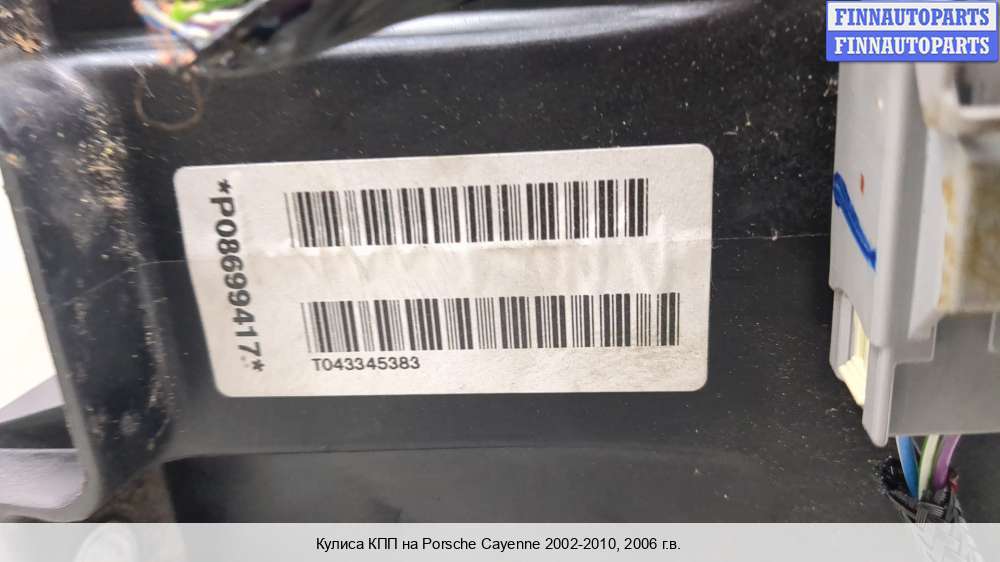 FINNAUTOPARTS
FINNAUTOPARTS
*P08699417*
T043345383
Кулиса КПП на Porsche Cayenne 2002-2010, 2006 г.в.